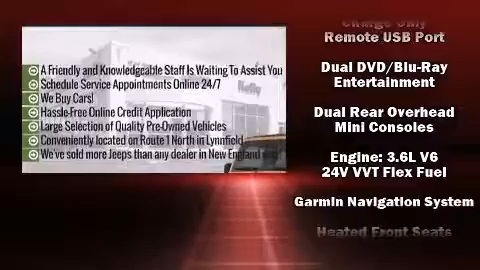 A Friendly and Knowledgeable Staff Is Waiting To Assist You
Schedule Service Appointments Online 24/7
We Buy Cars!
Hassle-Free Online Credit Application
Large Selection of Quality Pre-Owned Vehicles
Conveniently located on Route 1 North in Lynnfield
We've sold more Jeeps than any dealer in New England
Charge Only
Remote USB Port
Dual DVD/Blu-Ray
Entertainment
Dual Rear Overhead
Mini Consoles
Engine: 3.6L V6
24V VVT Flex Fuel
Garmin Navigation System
Heated Front Seats